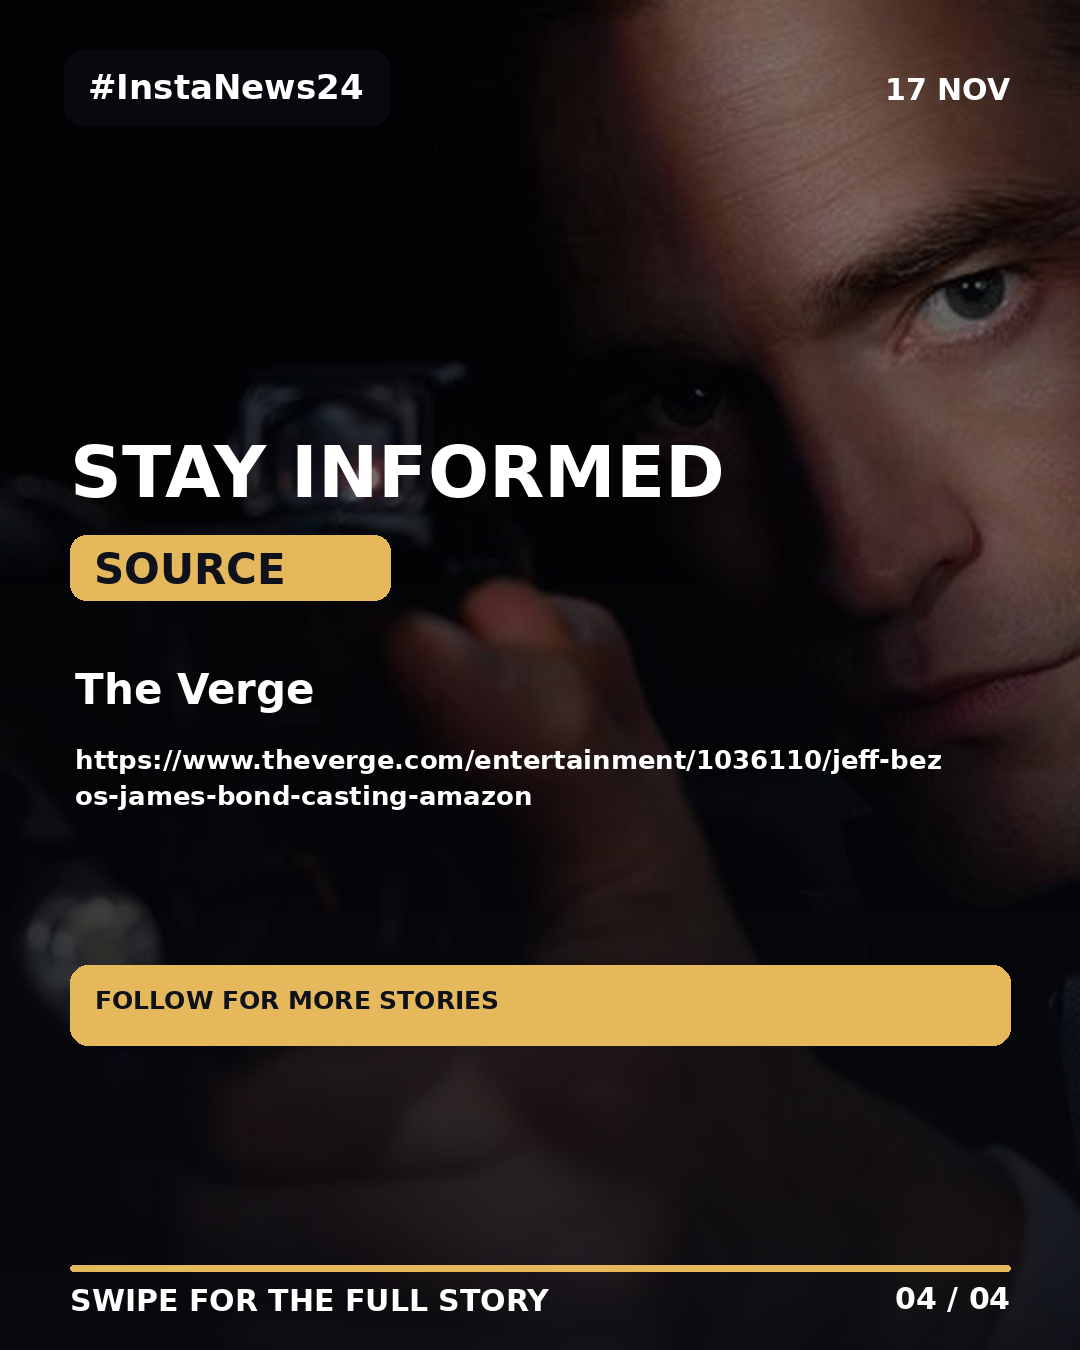 #InstaNews24
17 NOV
STAY INFORMED
SOURCE
The Verge
https://www.theverge.com/entertainment/1036110/jeff-bez
os-james-bond-casting-amazon
FOLLOW FOR MORE STORIES
SWIPE FOR THE FULL STORY
04 / 04